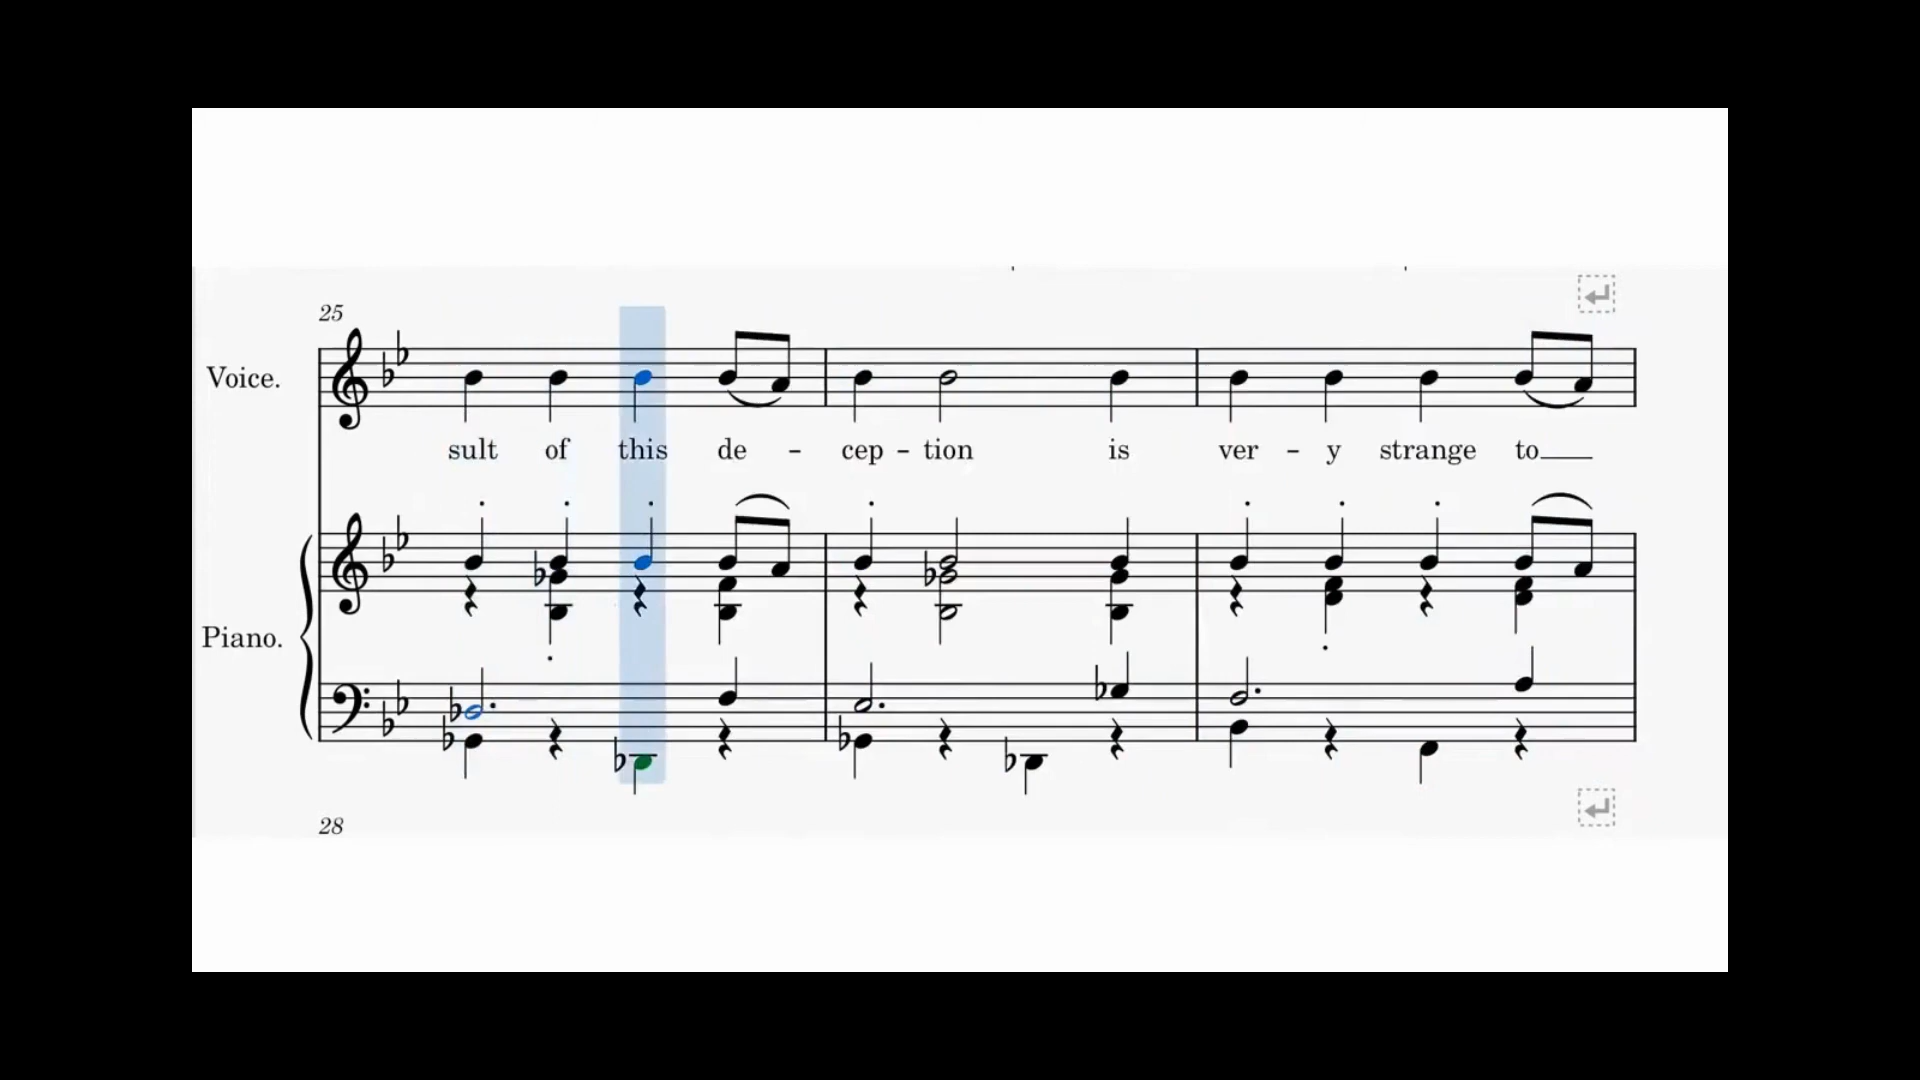 25
Voice.
sult of this de - cep - tion is ver - y strange to
Piano.
28